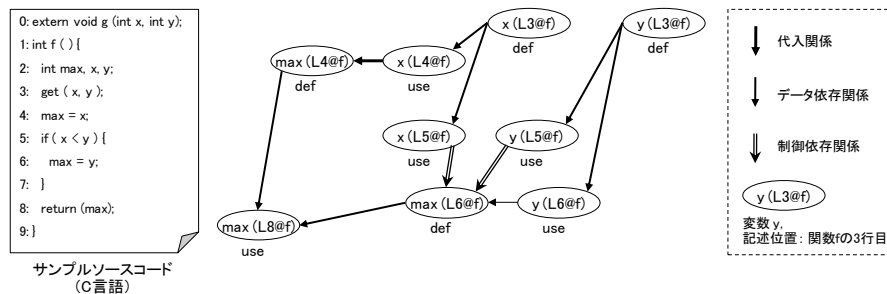 0: extern void g (int x, int y);
1: int f ( ) {
2: int max, x, y;
3: get ( x, y );
4: max = x;
5: if ( x < y ) {
6: max = y;
7: }
8: return (max);
9: }
サンプルソースコード
（C言語）
x (L3@f)
def
y (L3@f)
def
max (L4@f)
def
x (L4@f)
use
x (L5@f)
use
y (L5@f)
use
max (L6@f)
def
y (L6@f)
use
max (L8@f)
use
代入関係
データ依存関係
制御依存関係
y (L3@f)
変数 y,
記述位置： 関数fの3行目